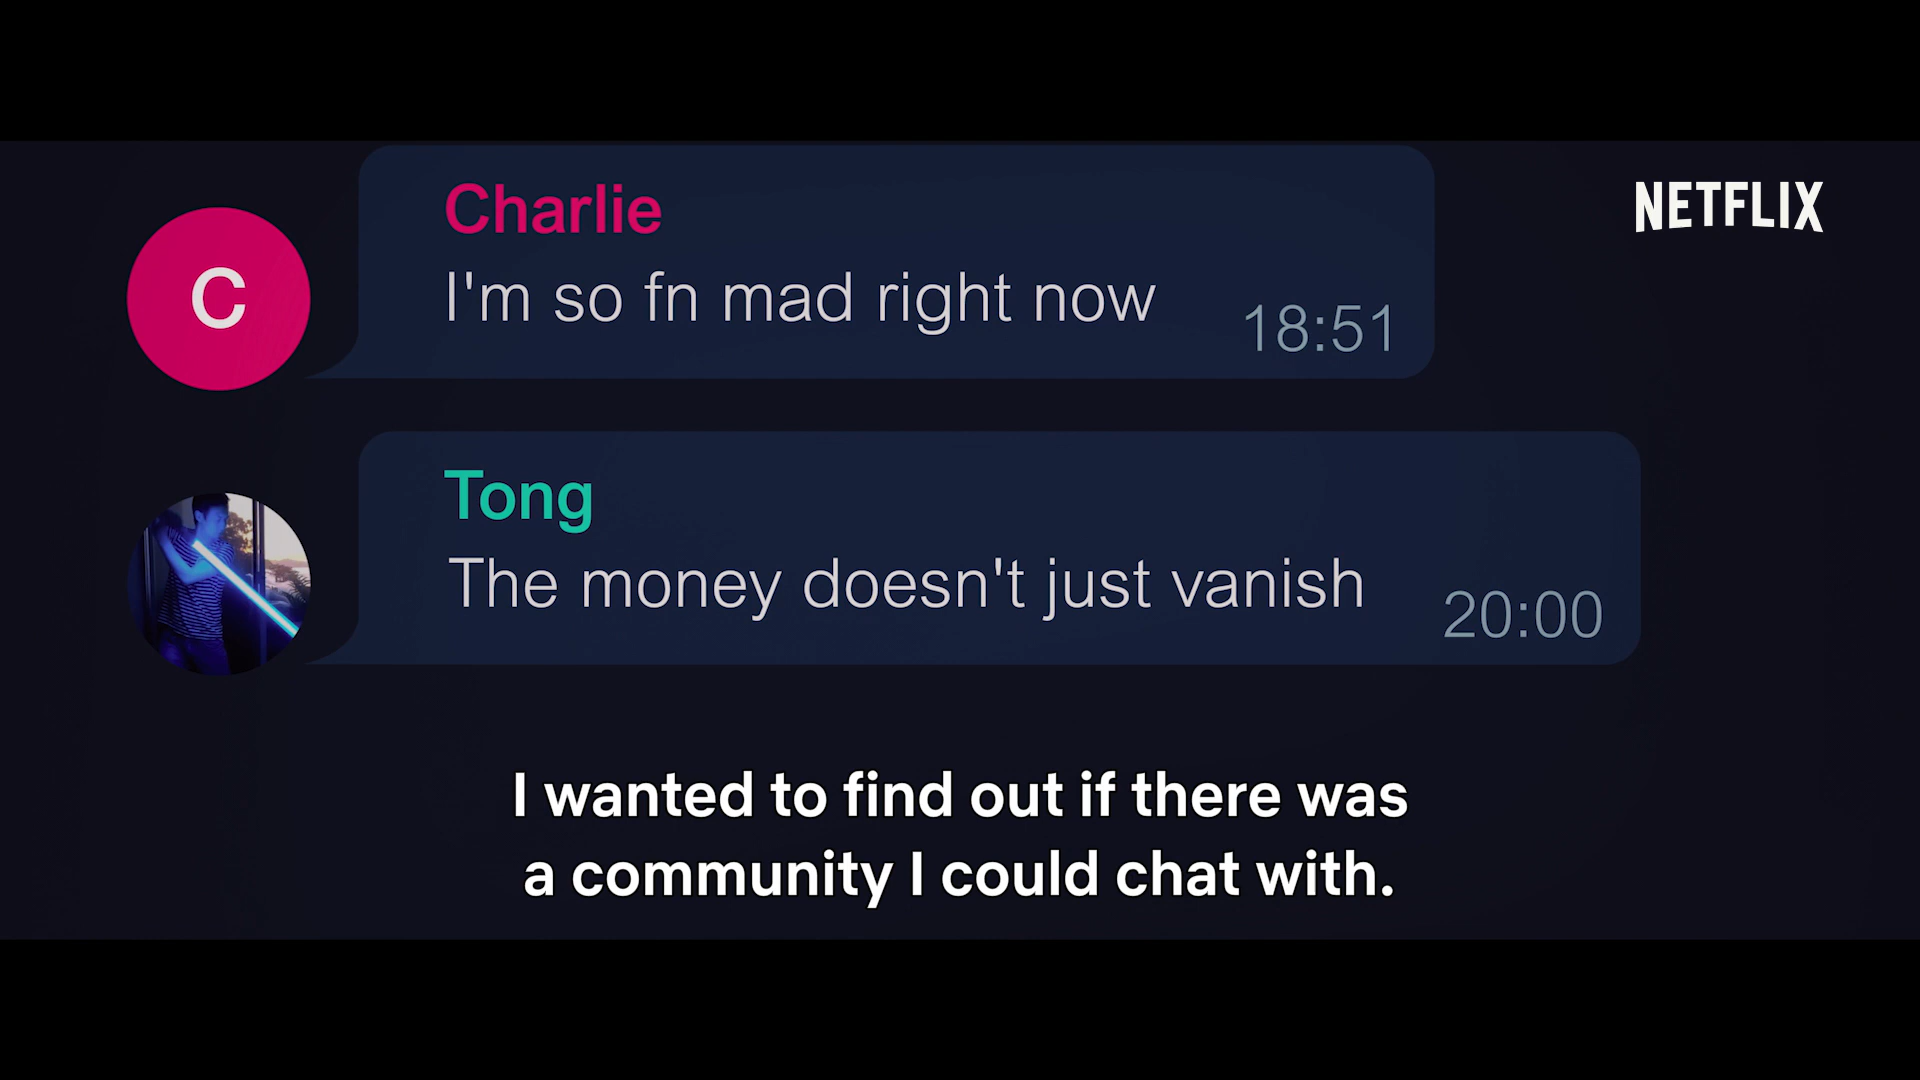 NETFLIX
C
Charlie
I'm so fn mad right now
18:51
Tong
The money doesn't just vanish
20:00
I wanted to find out if there was
a community I could chat with.